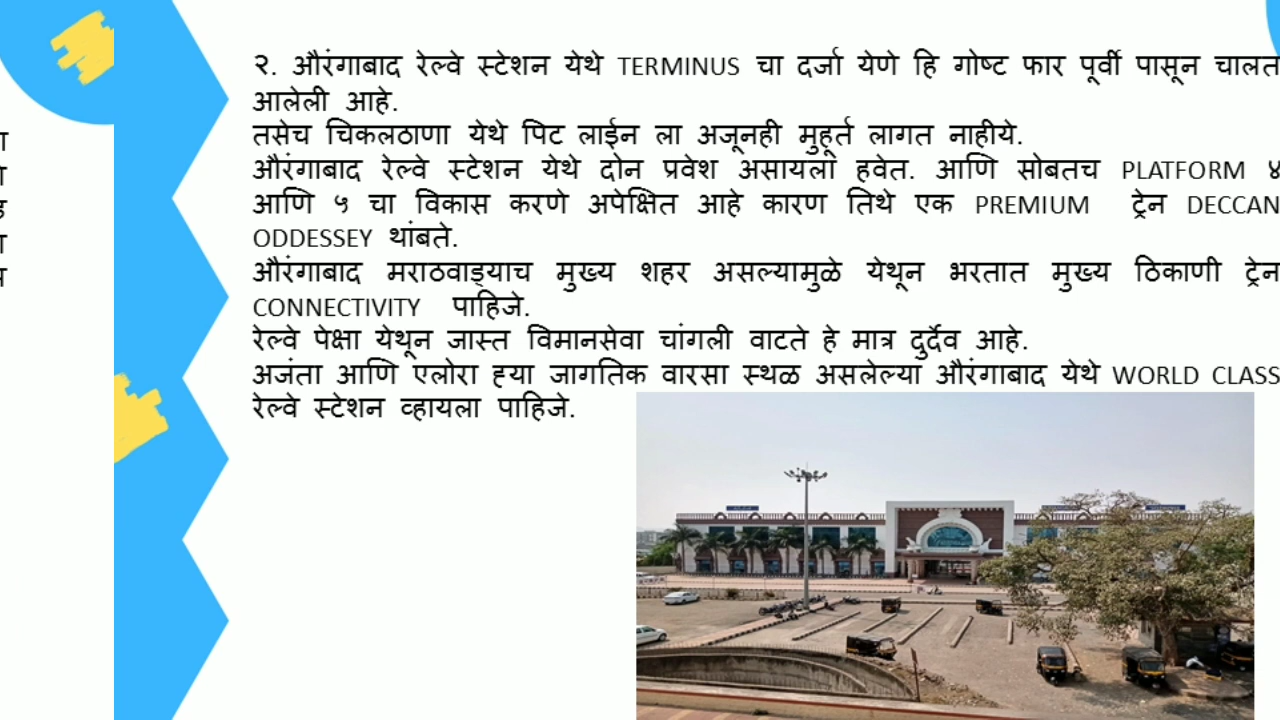 २. औरंगाबाद रेल्वे स्टेशन येथे TERMINUS चा दर्जा येणे हि गोष्ट फार पूर्वी पासून चालत
आलेली आहे.
तसेच चिकलठाणा येथे पिट लाईन ला अजूनही मुहूर्त लागत नाहीये.
औरंगाबाद रेल्वे स्टेशन येथे दोन प्रवेश असायला हवेत. आणि सोबतच PLATFORM ४
आणि ५ चा विकास करणे अपेक्षित आहे कारण तिथे एक PREMIUM ट्रेन DECCAN
ODDESSEY थांबते.
औरंगाबाद मराठवाड्याच मुख्य शहर असल्यामुळे येथून भरतात मुख्य ठिकाणी ट्रेन
CONNECTIVITY पाहिजे.
रेल्वे पेक्षा येथून जास्त विमानसेवा चांगली वाटते हे मात्र दुर्देव आहे.
अजंता आणि एलोरा ह्या जागतिक वारसा स्थळ असलेल्या औरंगाबाद येथे WORLD CLASS
रेल्वे स्टेशन व्हायला पाहिजे.